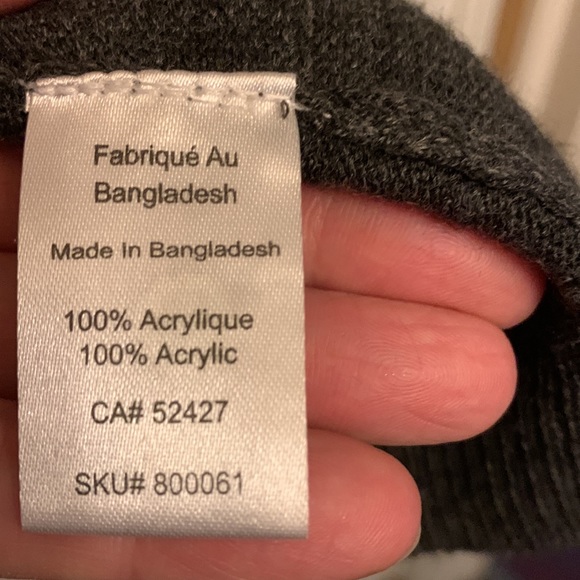 Fabriqué Au
Bangladesh
Made in Bangladesh
100% Acrylique
100% Acrylic
CA# 52427
SKU# 800061